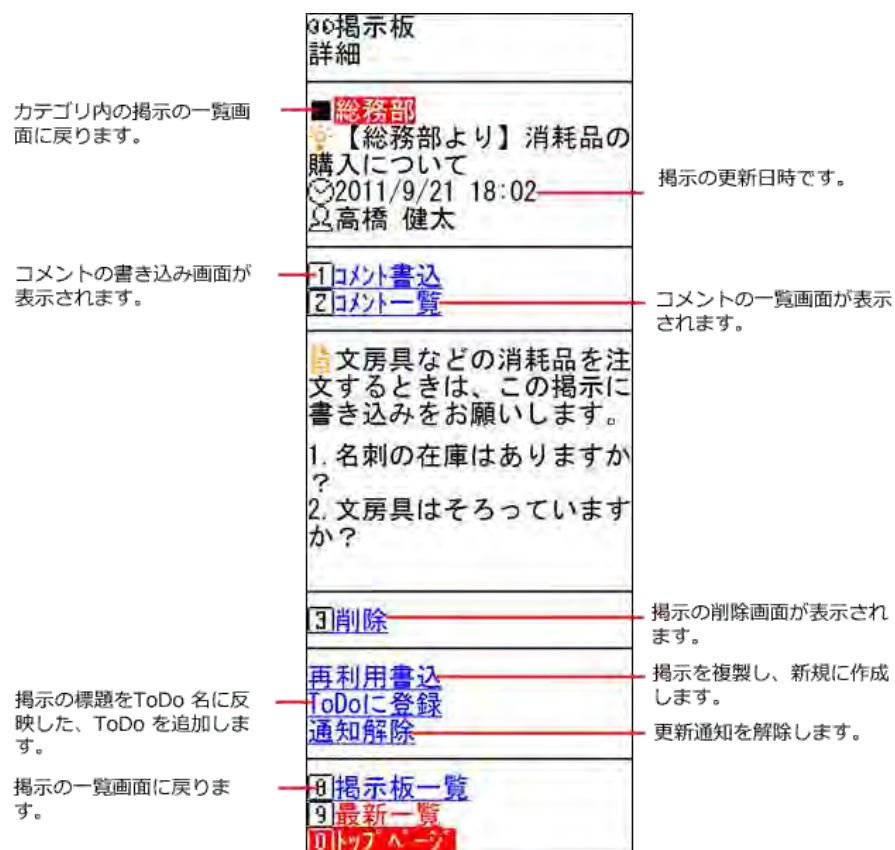 掲示板
詳細
カテゴリ内の掲示の一覧画
面に戻ります。
総務部
【総務部より】消耗品の
購入について
2011/9/21 18:02
高橋 健太
掲示の更新日時です。
コメントの書き込み画面が
表示されます。
1コメント書込
2コメント一覧
コメントの一覧画面が表示
されます。
文房具などの消耗品を注
文するときは、この掲示に
書き込みをお願いします。
1.名刺の在庫はありますか
?
2.文房具はそろっています
か?
3削除
掲示の削除画面が表示され
ます。
再利用書込
掲示を複製し、新規に作成
します。
掲示の標題をToDo 名に反
映した、ToDo を追加しま
す。
ToDoに登録
通知解除
更新通知を解除します。
掲示の一覧画面に戻りま
す。
8掲示板一覧
9最新一覧
0トップページ